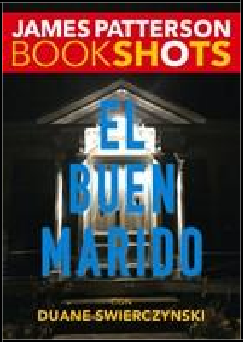 JAMES PATTERSON
BOOKSHOTS
EL
BUEN
MARIDO
CON
DUANE SWIERCZYNSKI